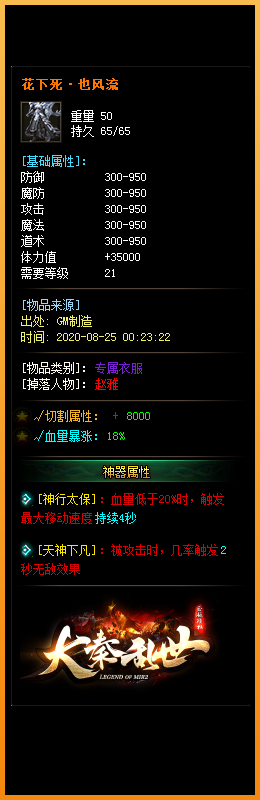 花下死·也风流
重量 50
持久 65/65
[基础属性]:
防御 300-950
魔防 300-950
攻击 300-950
魔法 300-950
道术 300-950
体力值 +35000
需要等级 21
[物品来源]
出处: GM制造
时间: 2020-08-25 00:23:22
[物品类别]: 专属衣服
[掉落人物]: 赵雅
√切割属性: + 8000
√血量暴涨: 18%
神器属性
[神行太保]: 血量低于20%时, 触发
最大移动速度 持续4秒
[天神下凡]: 被攻击时, 几率触发2
秒无敌效果
大秦乱世
LEGEND OF MIR2